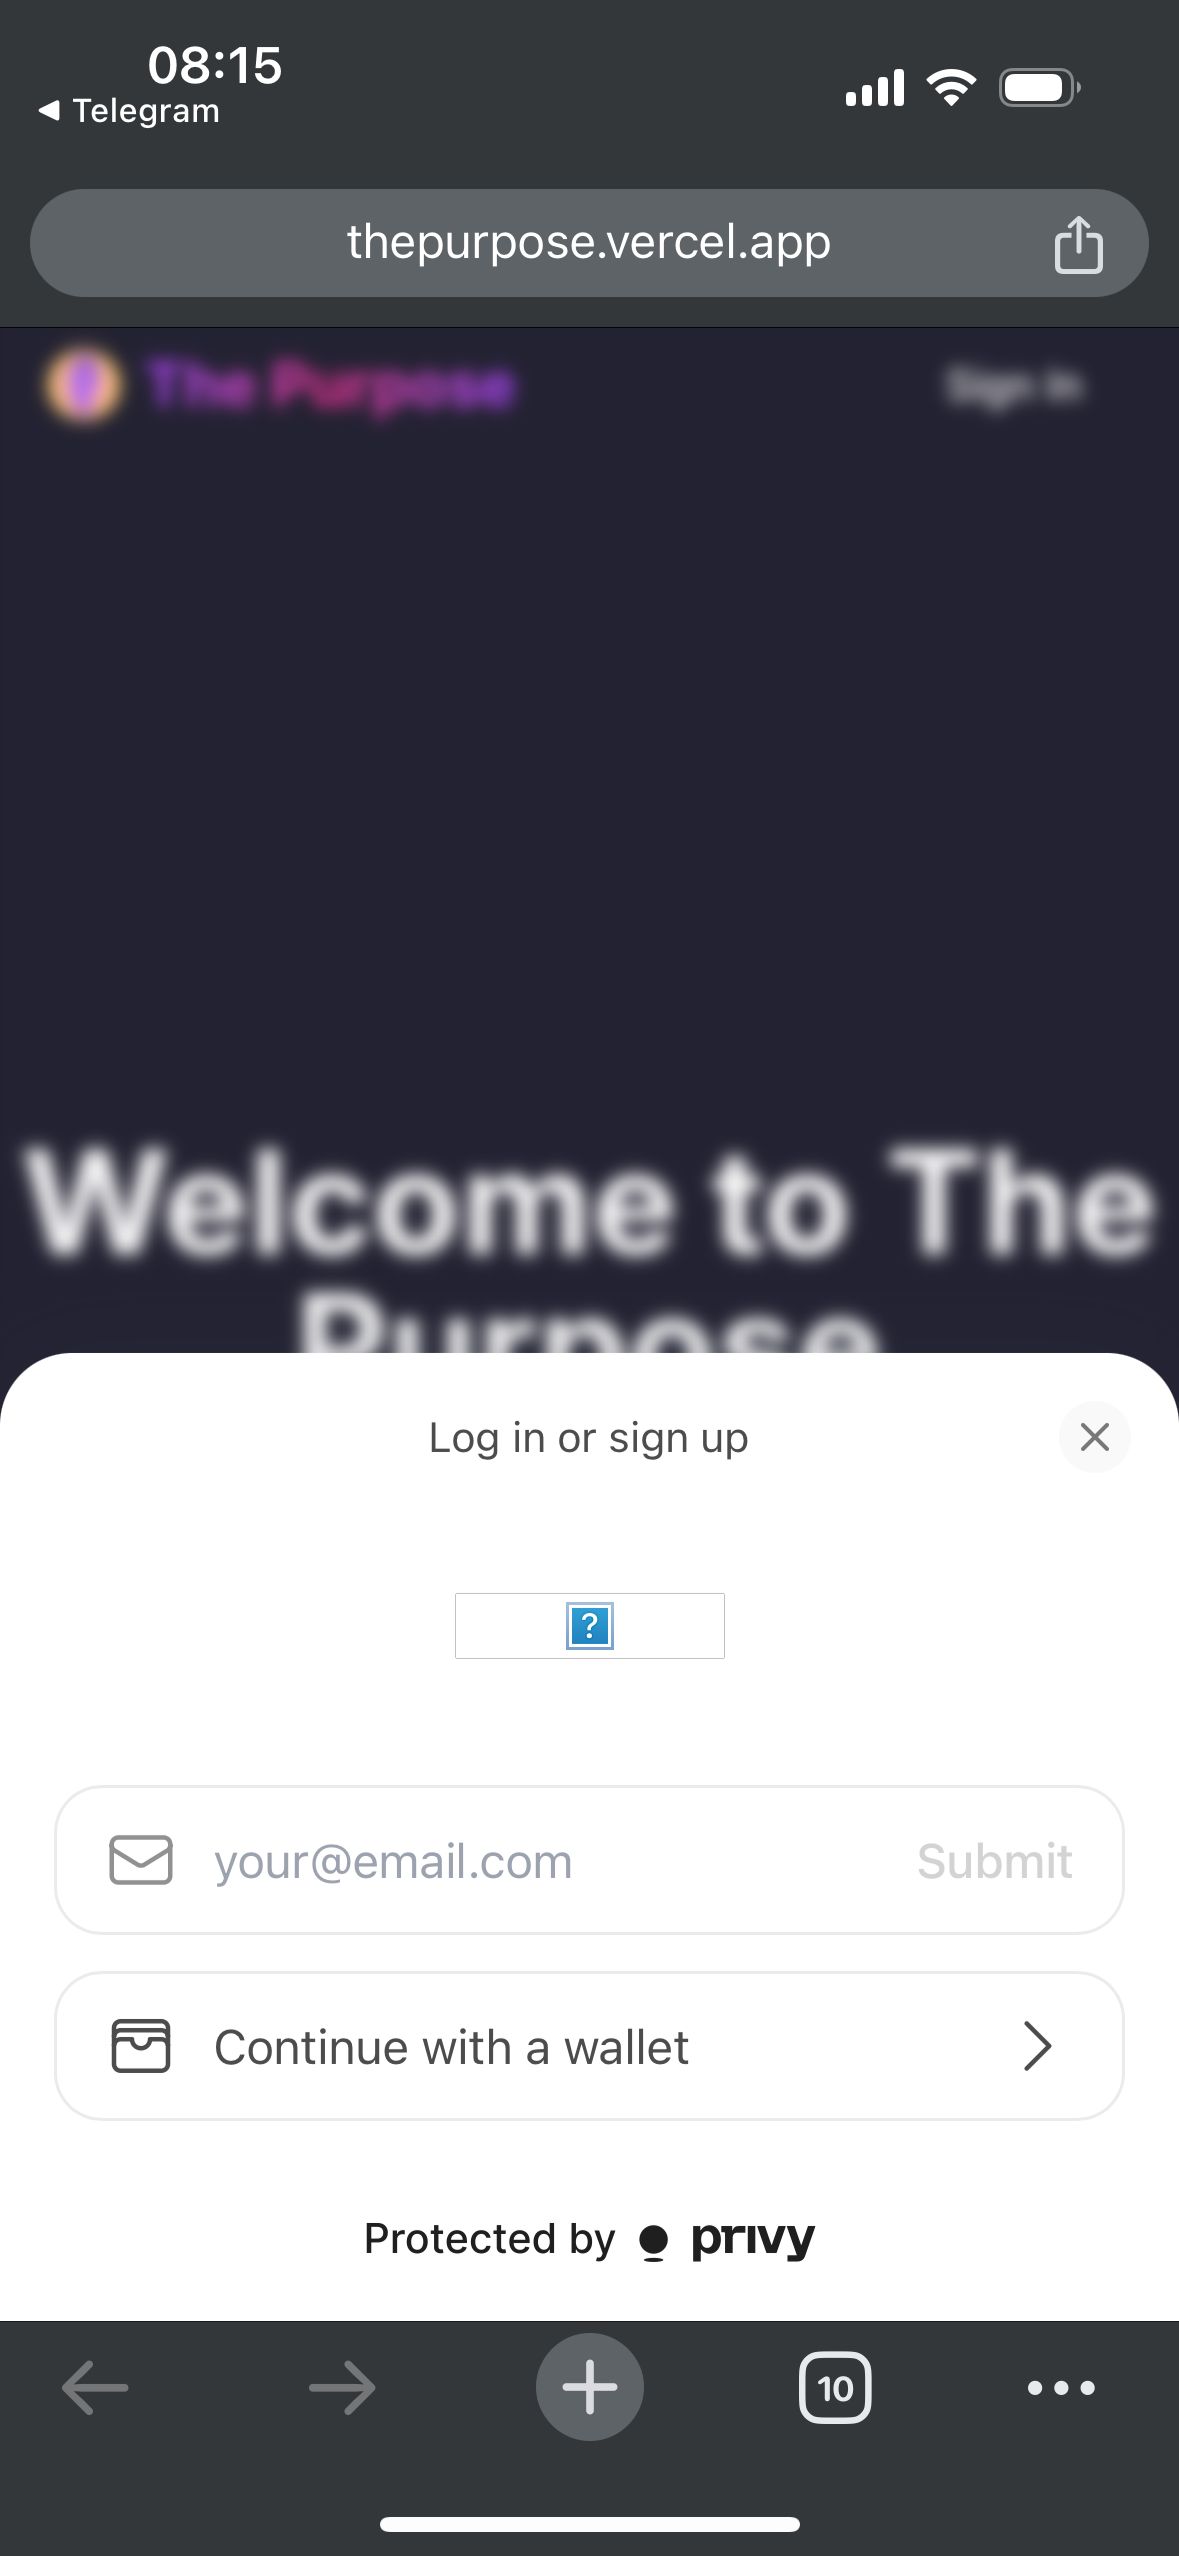 08:15
Telegram
thepurpose.vercel.app
The Purpose
Sign In
Welcome to The
Purpose
Log in or sign up
?
your@email.com
Submit
Continue with a wallet
Protected by privy
10